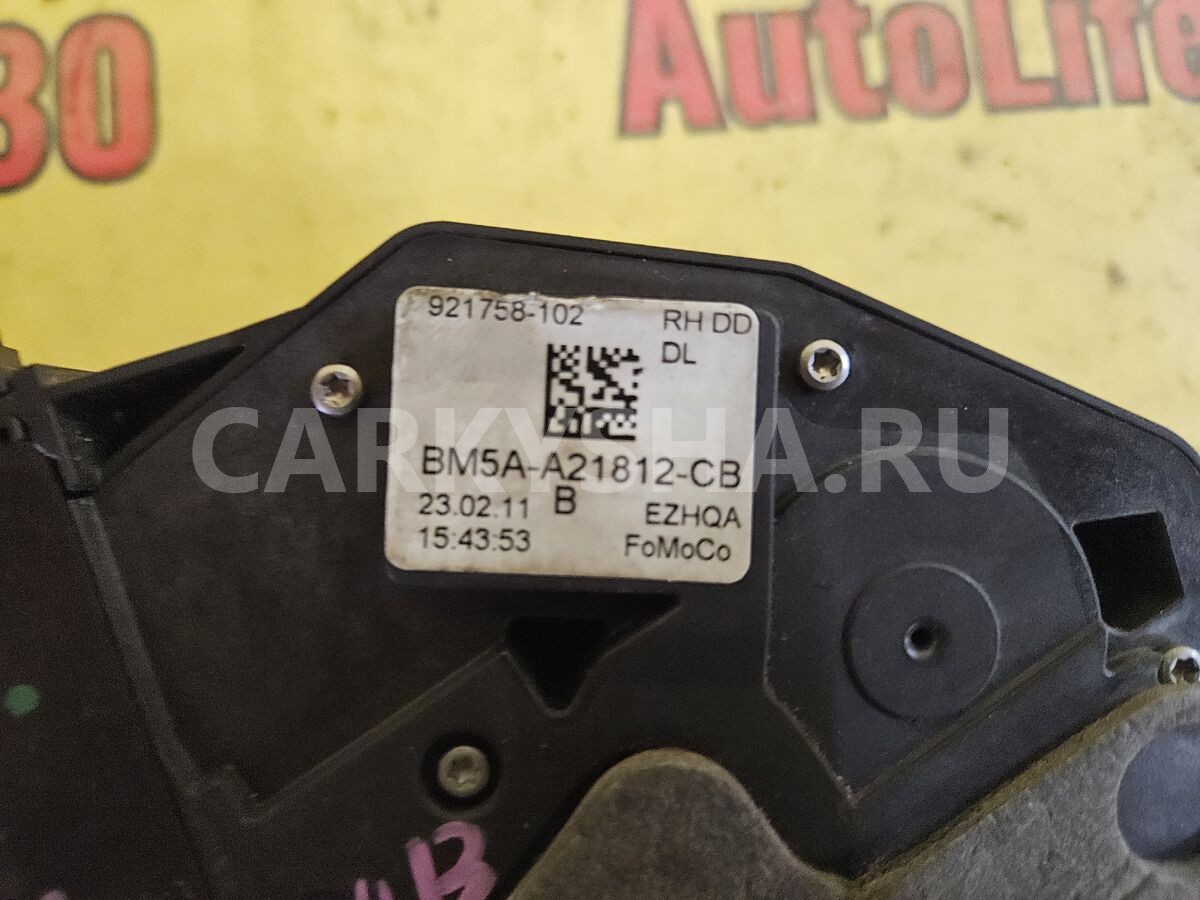 30
AutoLife
921758-102
RH DD
DL
CARKYCHA.RU
BM5A-A21812-CB
23.02.11 B EZHQA
15:43:53 FoMoCo
"B